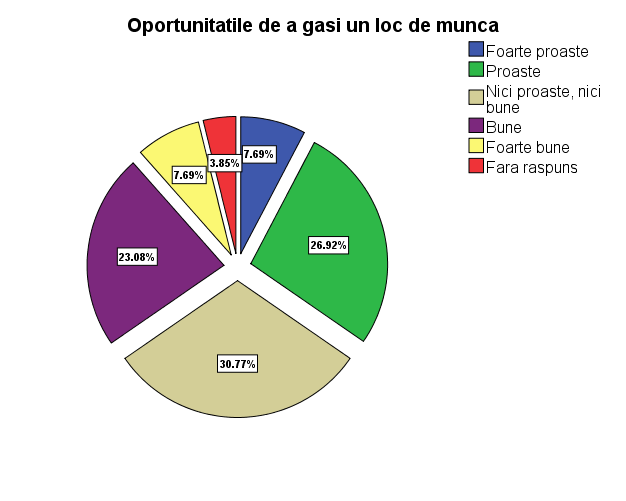 Oportunitatile de a gasi un loc de munca
Foarte proaste
Proaste
Nici proaste, nici
bune
Bune
Foarte bune
Fara raspuns
7.69%
26.92%
30.77%
23.08%
7.69%
3.85%